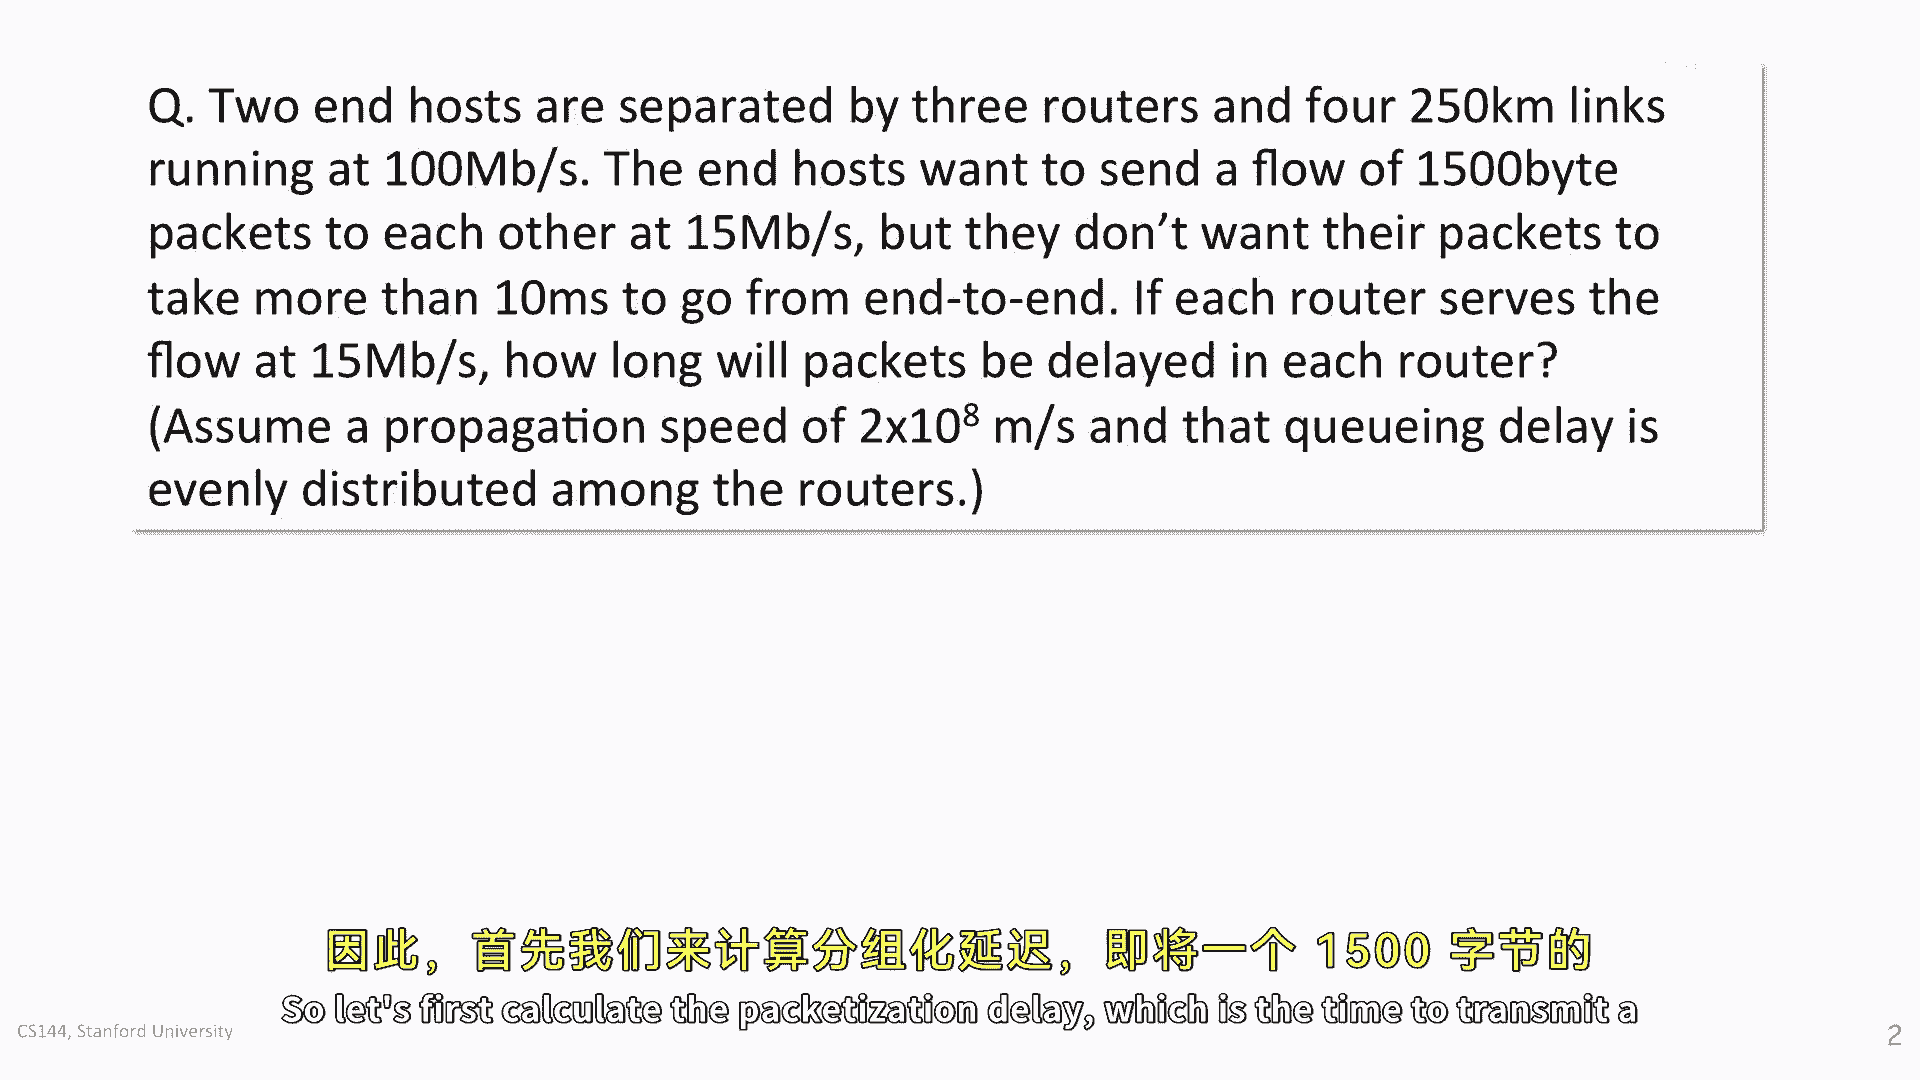 Q. Two end hosts are separated by three routers and four 250km links
running at 100Mb/s. The end hosts want to send a flow of 1500byte
packets to each other at 15Mb/s, but they don’t want their packets to
take more than 10ms to go from end-to-end. If each router serves the
flow at 15Mb/s, how long will packets be delayed in each router?
(Assume a propagation speed of 2x10⁸ m/s and that queueing delay is
evenly distributed among the routers.)
因此，首先我们来计算分组化延迟，即将一个 1500 字节的
So let's first calculate the packetization delay, which is the time to transmit a
CS144, Stanford University
2